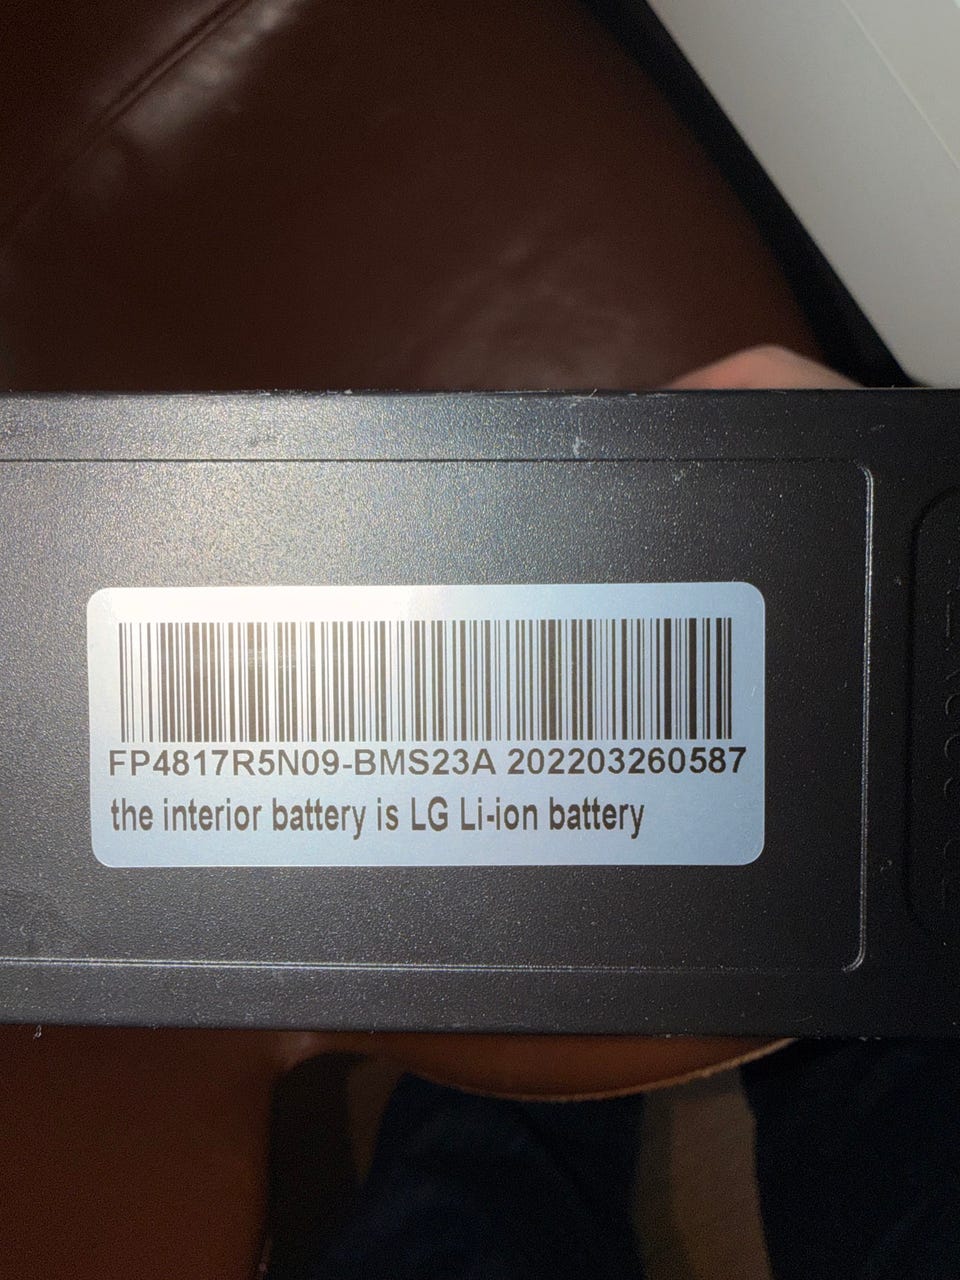 FP4817R5N09-BMS23A 202203260587
the interior battery is LG Li-ion battery